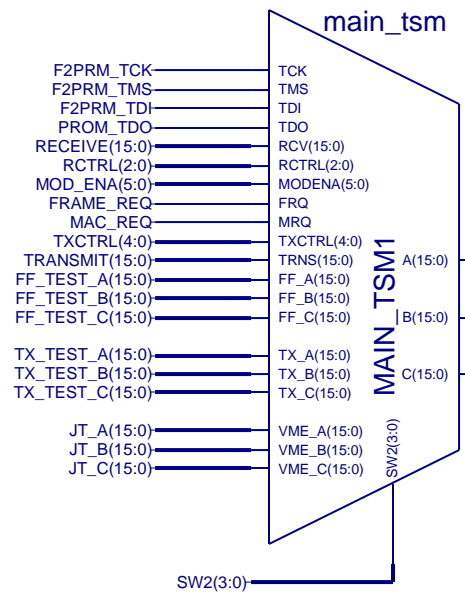 main_tsm
F2PRM_TCK TCK
F2PRM_TMS TMS
F2PRM_TDI TDI
PROM_TDO TDO
RECEIVE(15:0) RCV(15:0)
RCTRL(2:0) RCTRL(2:0)
MOD_ENA(5:0) MODENA(5:0)
FRAME_REQ FRQ
MAC_REQ MRQ
TXCTRL(4:0) TXCTRL(4:0)
TRANSMIT(15:0) TRNS(15:0) A(15:0)
FF_TEST_A(15:0) FF_A(15:0)
FF_TEST_B(15:0) FF_B(15:0)
FF_TEST_C(15:0) FF_C(15:0) B(15:0)
TX_TEST_A(15:0) TX_A(15:0)
TX_TEST_B(15:0) TX_B(15:0) C(15:0)
TX_TEST_C(15:0) TX_C(15:0)
MAIN_TSM1
JT_A(15:0) VME_A(15:0)
JT_B(15:0) VME_B(15:0)
JT_C(15:0) VME_C(15:0)
SW2(3:0)
SW2(3:0)